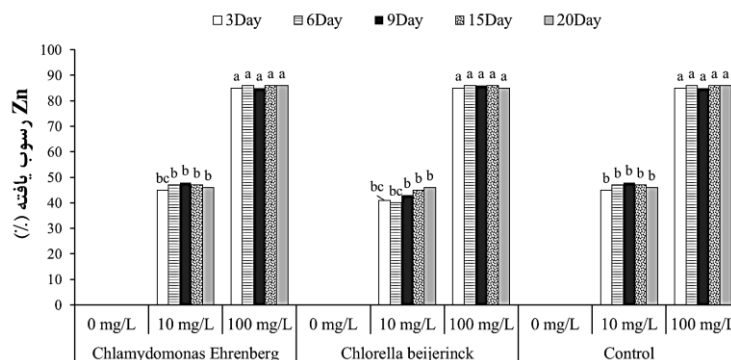 3Day 6Day 9Day 15Day 20Day
100
90
80
70
60
50
40
30
20
10
0
Zn رسوب یافته (٪)
bc b b b b
a a a a a
bc bc b b b
a a a a a
b b b b b
a a a a a
0 mg/L 10 mg/L 100 mg/L 0 mg/L 10 mg/L 100 mg/L 0 mg/L 10 mg/L 100 mg/L
Chlamydomonas Ehrenberg Chlorella beijerinck Control